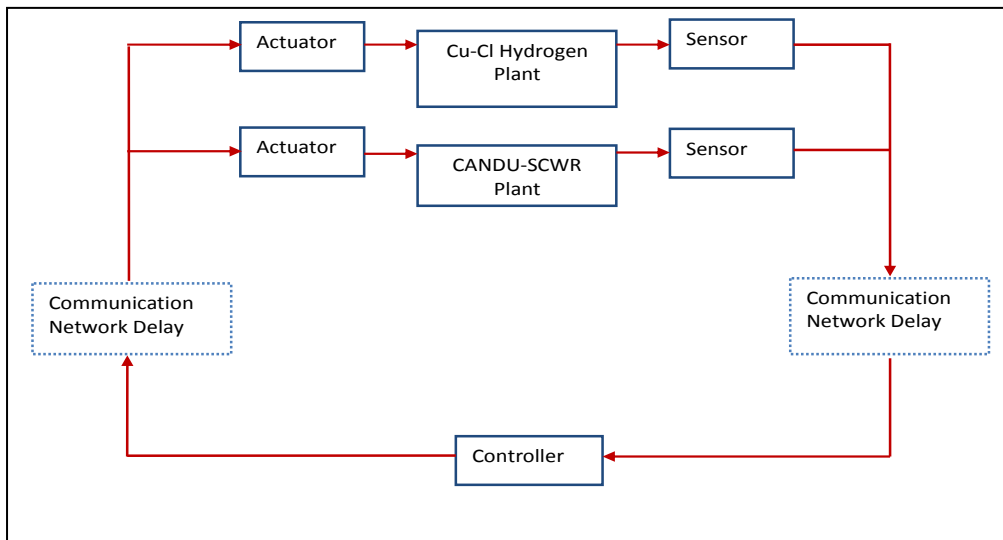 Actuator
Cu-Cl Hydrogen
Plant
Sensor
Actuator
CANDU-SCWR
Plant
Sensor
Communication
Network Delay
Communication
Network Delay
Controller